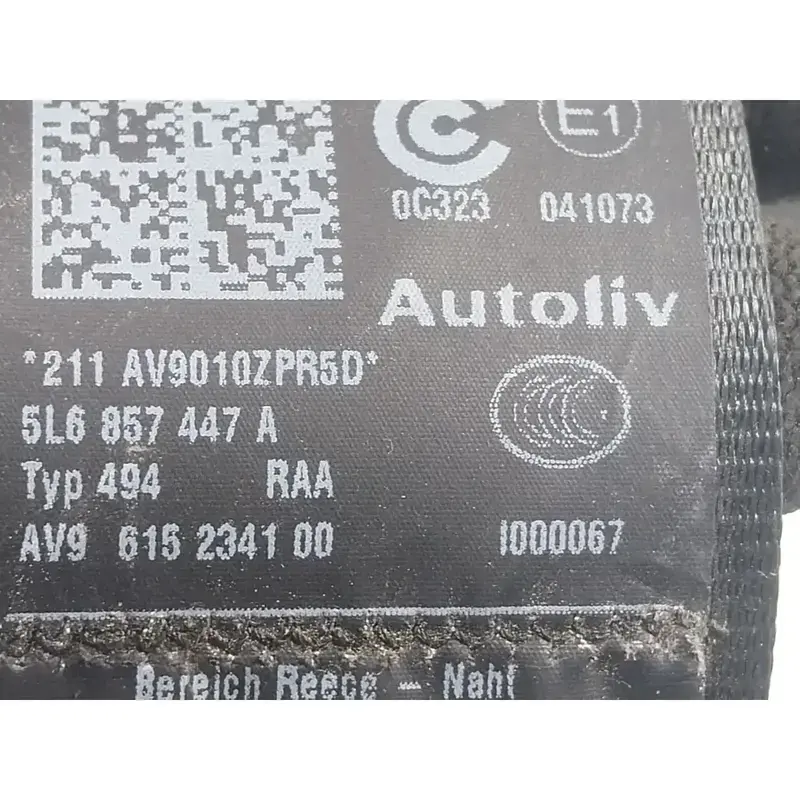 E1
0C323 041073
Autoliv
*211 AV9010ZPR5D*
5L6 857 447 A
Typ 494 RAA
AV9 615 2341 00
I000067
Bereich Reece - Naht